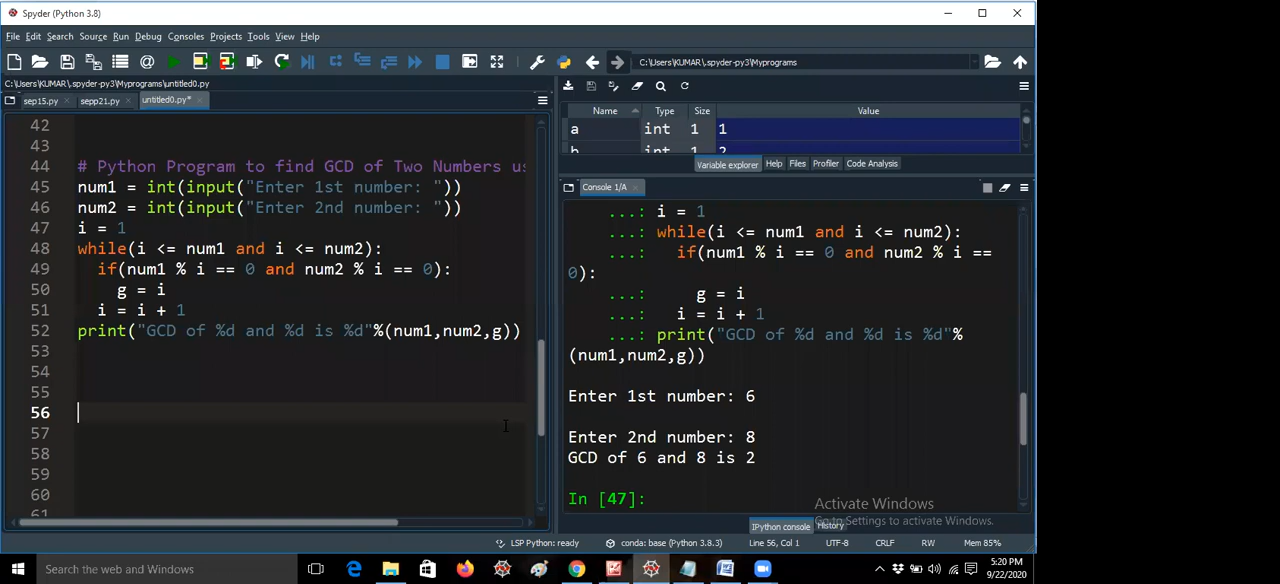 Spyder (Python 3.8)
File Edit Search Source Run Debug Consoles Projects Tools View Help
C:\Users\KUMAR\.spyder-py3\Myprograms
C:\Users\KUMAR\.spyder-py3\Myprograms\untitled0.py
sep15.py sepp21.py untitled0.py*
42
43
44 # Python Program to find GCD of Two Numbers us
45 num1 = int(input("Enter 1st number: "))
46 num2 = int(input("Enter 2nd number: "))
47 i = 1
48 while(i <= num1 and i <= num2):
49 if(num1 % i == 0 and num2 % i == 0):
50 g = i
51 i = i + 1
52 print("GCD of %d and %d is %d"%(num1,num2,g))
53
54
55
56
57
58
59
60
61
Name Type Size Value
a int 1 1
b int 1 2
Variable explorer Help Files Profiler Code Analysis
Console 1/A
...: i = 1
...: while(i <= num1 and i <= num2):
...: if(num1 % i == 0 and num2 % i ==
0):
...: g = i
...: i = i + 1
...: print("GCD of %d and %d is %d"%
(num1,num2,g))
Enter 1st number: 6
Enter 2nd number: 8
GCD of 6 and 8 is 2
In [47]:
Activate Windows
Go to Settings to activate Windows.
IPython console History
LSP Python: ready conda: base (Python 3.8.3) Line 56, Col 1 UTF-8 CRLF RW Mem 85%
Search the web and Windows
5:20 PM
9/22/2020